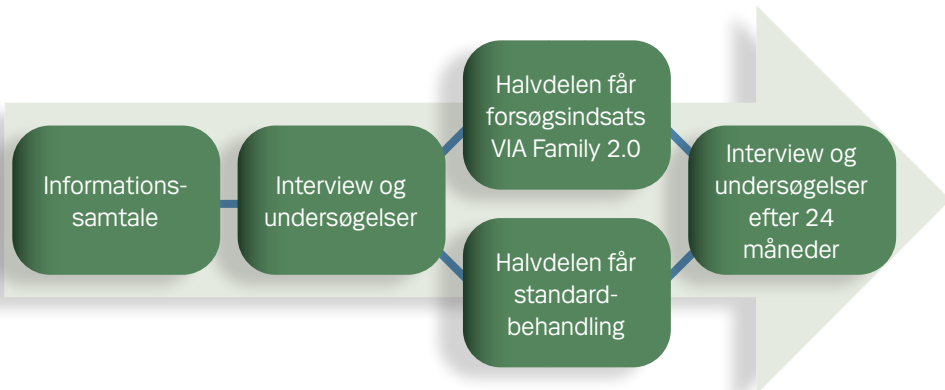 Informations-
samtale
Interview og
undersøgelser
Halvdelen får
forsøgsindsats
VIA Family 2.0
Halvdelen får
standard-
behandling
Interview og
undersøgelser
efter 24
måneder